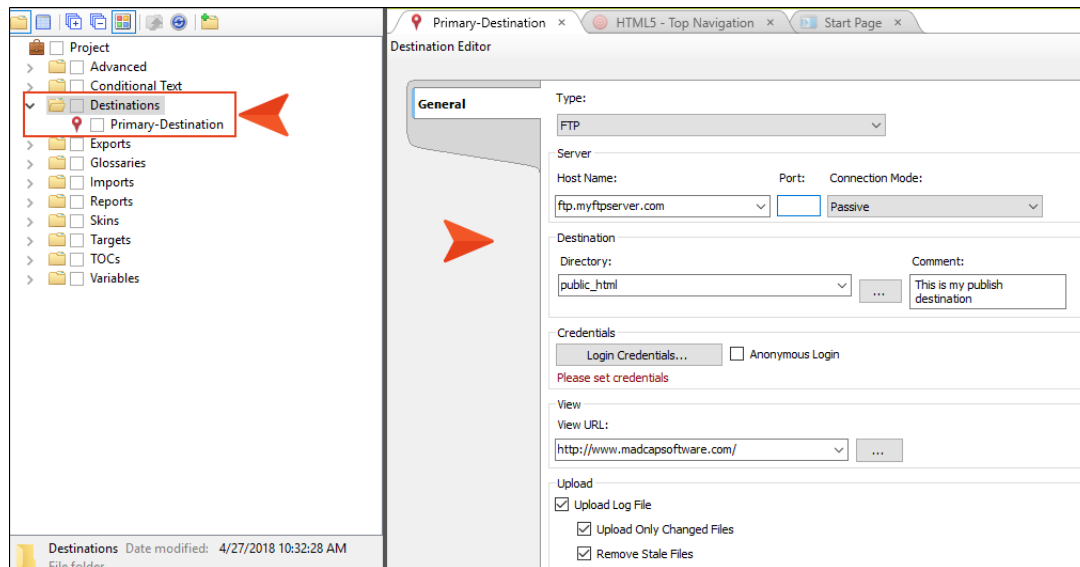 Project
Advanced
Conditional Text
Destinations
Primary-Destination
Exports
Glossaries
Imports
Reports
Skins
Targets
TOCs
Variables
Destinations Date modified: 4/27/2018 10:32:28 AM
File folder
Primary-Destination × HTML5 - Top Navigation × Start Page ×
Destination Editor
General
Type:
FTP
Server
Host Name: Port: Connection Mode:
ftp.myftpserver.com Passive
Destination
Directory: Comment:
public_html ... This is my publish
destination
Credentials
Login Credentials... Anonymous Login
Please set credentials
View
View URL:
http://www.madcapsoftware.com/ ...
Upload
Upload Log File
Upload Only Changed Files
Remove Stale Files